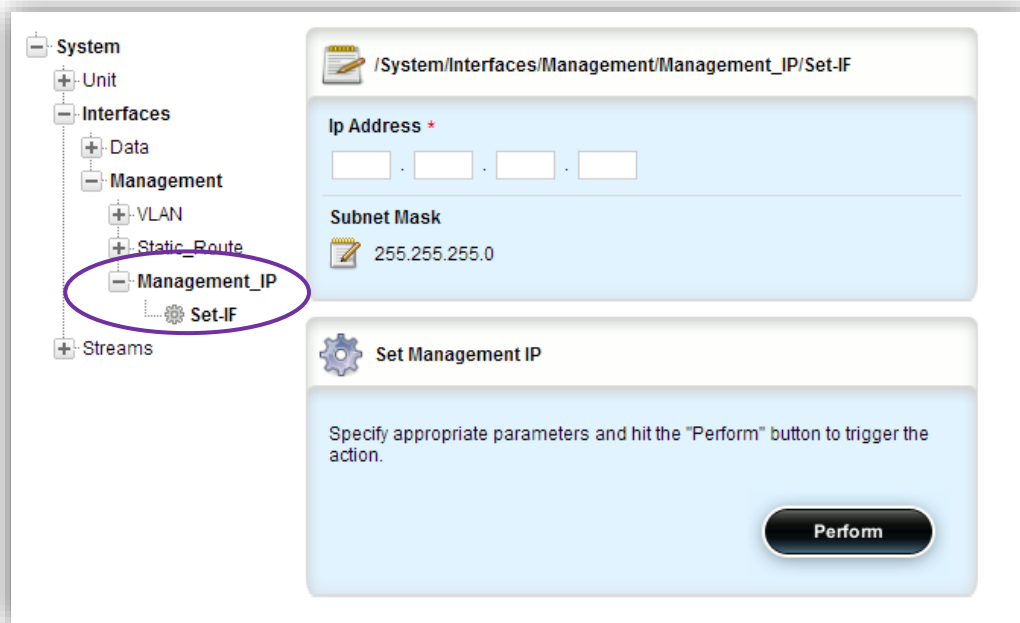 System
Unit
Interfaces
Data
Management
VLAN
Static_Route
Management_IP
Set-IF
Streams
/System/Interfaces/Management/Management_IP/Set-IF
Ip Address *
. . .
Subnet Mask
255.255.255.0
Set Management IP
Specify appropriate parameters and hit the "Perform" button to trigger the
action.
Perform